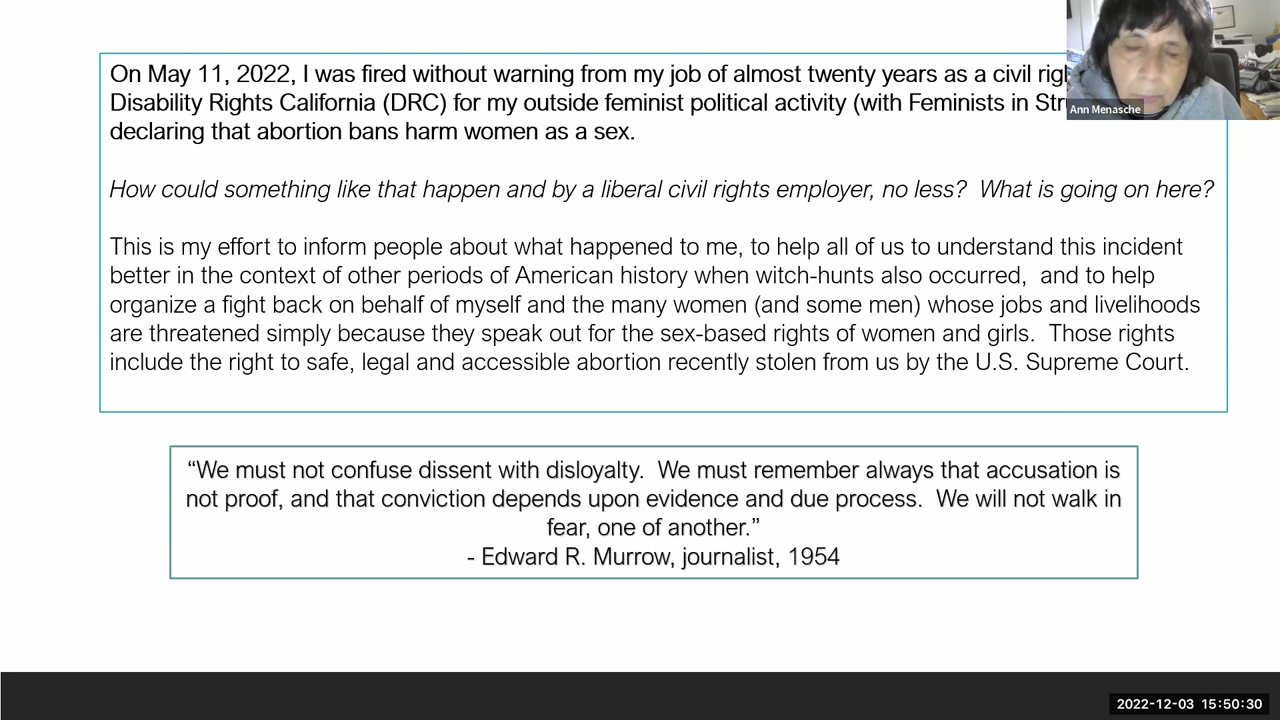 On May 11, 2022, I was fired without warning from my job of almost twenty years as a civil
Disability Rights California (DRC) for my outside feminist political activity (with Feminists in
declaring that abortion bans harm women as a sex.
How could something like that happen and by a liberal civil rights employer, no less? What is going on here?
This is my effort to inform people about what happened to me, to help all of us to understand this incident
better in the context of other periods of American history when witch-hunts also occurred, and to help
organize a fight back on behalf of myself and the many women (and some men) whose jobs and livelihoods
are threatened simply because they speak out for the sex-based rights of women and girls. Those rights
include the right to safe, legal and accessible abortion recently stolen from us by the U.S. Supreme Court.
“We must not confuse dissent with disloyalty. We must remember always that accusation is
not proof, and that conviction depends upon evidence and due process. We will not walk in
fear, one of another.”
- Edward R. Murrow, journalist, 1954
Ann Menasche
2022-12-03 15:50:30